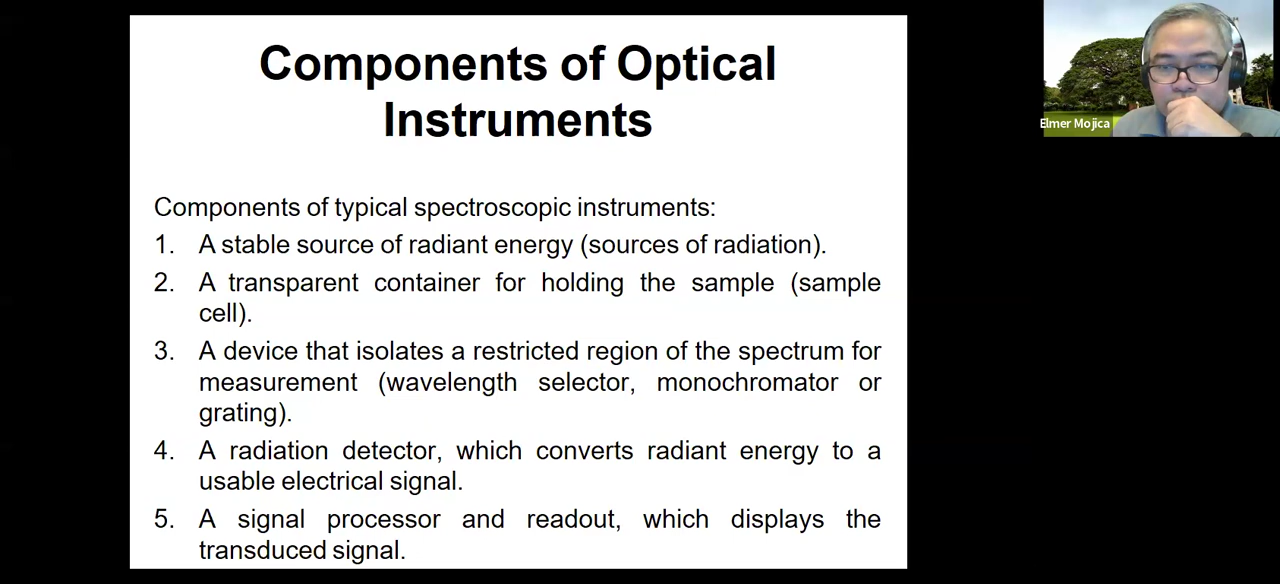 Components of Optical
Instruments
Components of typical spectroscopic instruments:
1. A stable source of radiant energy (sources of radiation).
2. A transparent container for holding the sample (sample
cell).
3. A device that isolates a restricted region of the spectrum for
measurement (wavelength selector, monochromator or
grating).
4. A radiation detector, which converts radiant energy to a
usable electrical signal.
5. A signal processor and readout, which displays the
transduced signal.
Elmer Mojica